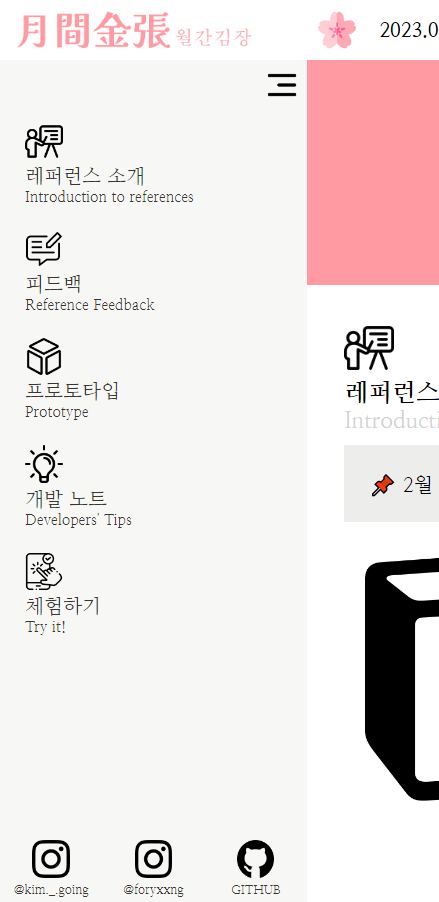 月間金張 월간김장
2023.0
레퍼런스 소개
Introduction to references
피드백
Reference Feedback
프로토타입
Prototype
개발 노트
Developers' Tips
체험하기
Try it!
@kim._.going
@foryxxng
GITHUB
레퍼런스
Introducti
2월